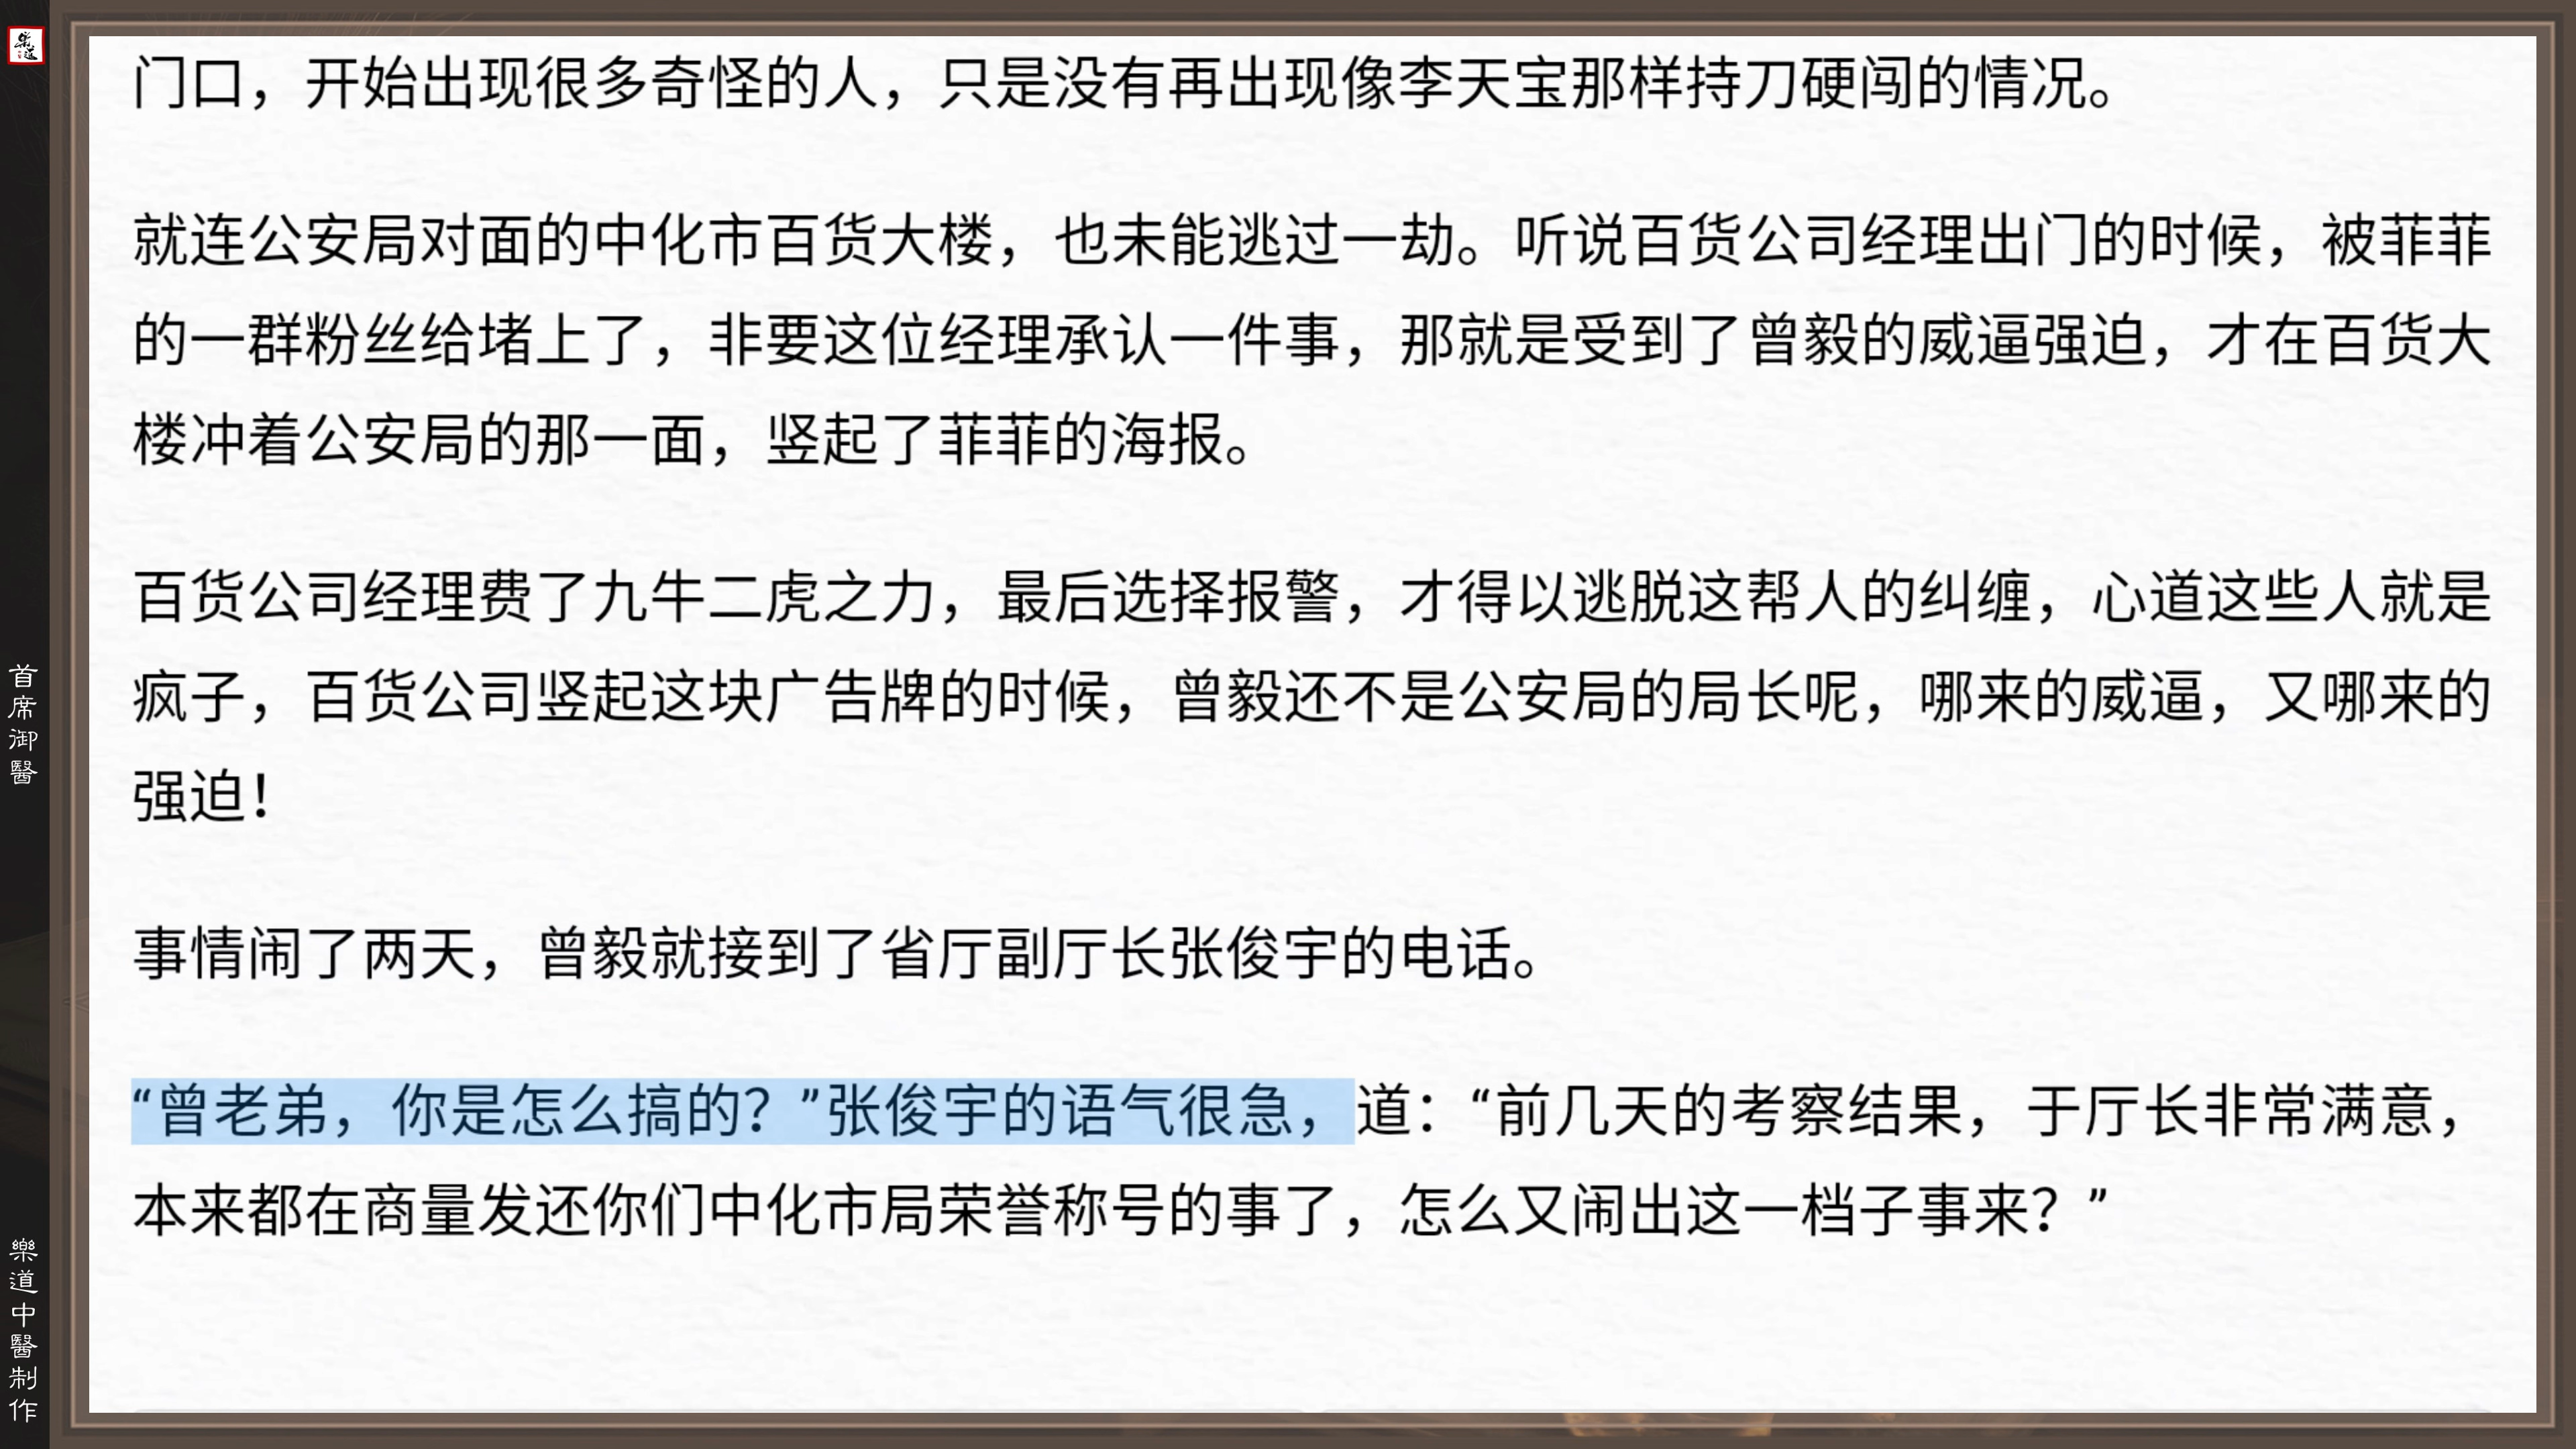 门口，开始出现很多奇怪的人，只是没有再出现像李天宝那样持刀硬闯的情况。
就连公安局对面的中化市百货大楼，也未能逃过一劫。听说百货公司经理出门的时候，被菲菲
的一群粉丝给堵上了，非要这位经理承认一件事，那就是受到了曾毅的威逼强迫，才在百货大
楼冲着公安局的那一面，竖起了菲菲的海报。
百货公司经理费了九牛二虎之力，最后选择报警，才得以逃脱这帮人的纠缠，心道这些人就是
疯子，百货公司竖起这块广告牌的时候，曾毅还不是公安局的局长呢，哪来的威逼，又哪来的
强迫！
事情闹了两天，曾毅就接到了省厅副厅长张俊宇的电话。
“曾老弟，你是怎么搞的？”张俊宇的语气很急，道：“前几天的考察结果，于厅长非常满意，
本来都在商量发还你们中化市局荣誉称号的事了，怎么又闹出这一档子事来？”
首席御醫
樂道中醫制作
樂道